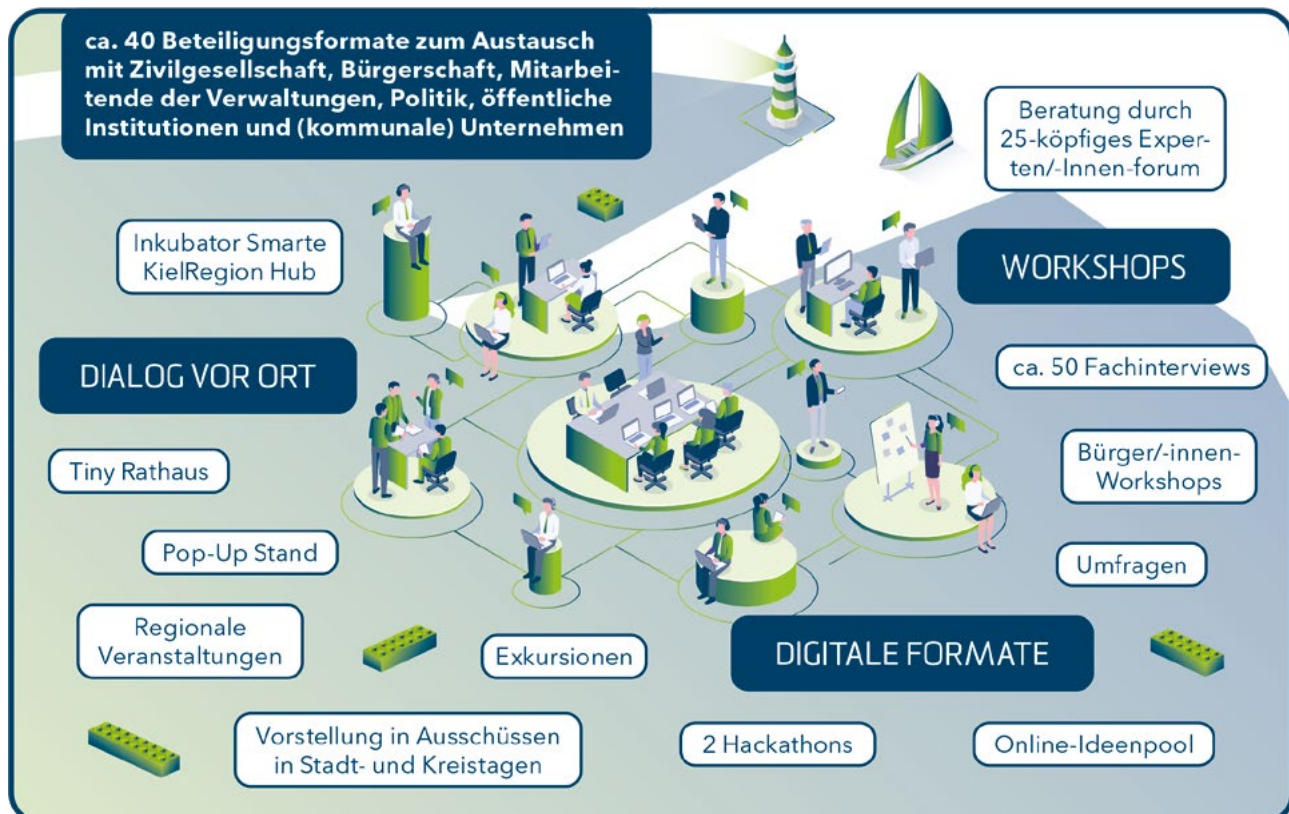 ca. 40 Beteiligungsformate zum Austausch
mit Zivilgesellschaft, Bürgerschaft, Mitarbei-
tende der Verwaltungen, Politik, öffentliche
Institutionen und (kommunale) Unternehmen
Beratung durch
25-köpfiges Exper-
ten/-Innen-forum
Inkubator Smarte
KielRegion Hub
WORKSHOPS
DIALOG VOR ORT
ca. 50 Fachinterviews
Tiny Rathaus
Bürger/-innen-
Workshops
Pop-Up Stand
Umfragen
Regionale
Veranstaltungen
Exkursionen
DIGITALE FORMATE
Vorstellung in Ausschüssen
in Stadt- und Kreistagen
2 Hackathons
Online-Ideenpool